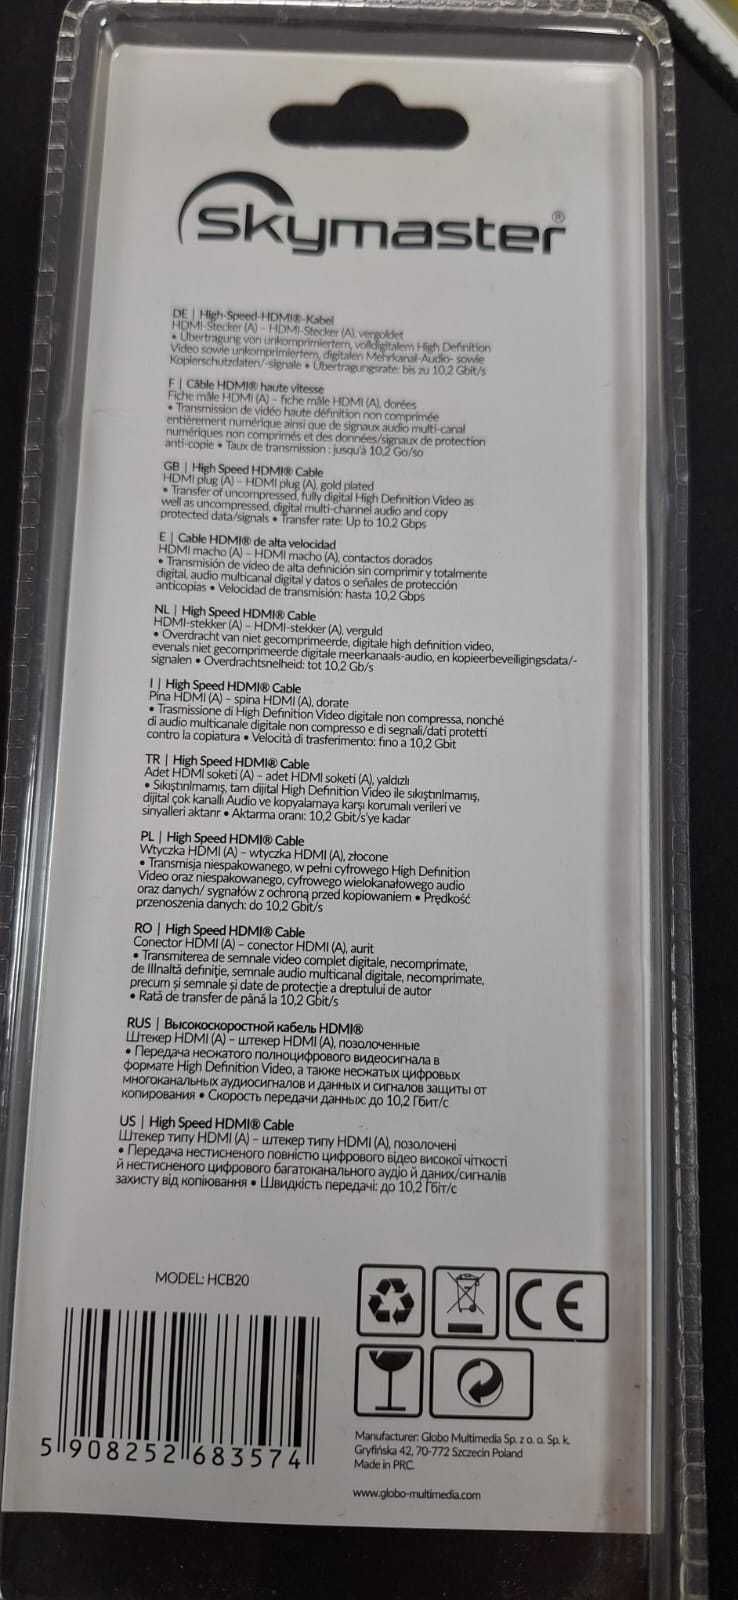 skymaster®
DE | High-Speed-HDMI®-Kabel
HDMI-Stecker (A) – HDMI-Stecker (A), vergoldet
• Übertragung von unkomprimiertem, volldigitalem High Definition
Video sowie unkomprimiertem, digitalen Mehrkanal-Audio- sowie
Kopierschutzdaten/-signale • Übertragungsrate: bis zu 10,2 Gbit/s
F | Câble HDMI® haute vitesse
Fiche mâle HDMI (A) – fiche mâle HDMI (A), dorées
• Transmission de vidéo haute définition non comprimée
entièrement numérique ainsi que de signaux audio multi-canal
numériques non comprimés et des données/signaux de protection
anti-copie • Taux de transmission : jusqu'à 10,2 Go/so
GB | High Speed HDMI® Cable
HDMI plug (A) – HDMI plug (A), gold plated
• Transfer of uncompressed, fully digital High Definition Video as
well as uncompressed, digital multi-channel audio and copy
protected data/signals • Transfer rate: Up to 10.2 Gbps
E | Cable HDMI® de alta velocidad
HDMI macho (A) – HDMI macho (A), contactos dorados
• Transmisión de video de alta definición sin comprimir y totalmente
digital, audio multicanal digital y datos o señales de protección
anticopias • Velocidad de transmisión: hasta 10,2 Gbps
NL | High Speed HDMI® Cable
HDMI-stekker (A) – HDMI-stekker (A), verguld
• Overdracht van niet gecomprimeerde, digitale high definition video,
evenals niet gecomprimeerde digitale meerkanaals-audio, en kopieerbeveiligingsdata/-
signalen • Overdrachtsnelheid: tot 10,2 Gb/s
I | High Speed HDMI® Cable
Pina HDMI (A) – spina HDMI (A), dorate
• Trasmissione di High Definition Video digitale non compressa, nonché
di audio multicanale digitale non compresso e di segnali/dati protetti
contro la copiatura • Velocità di trasferimento: fino a 10,2 Gbit
TR | High Speed HDMI® Cable
Adet HDMI soketi (A) – adet HDMI soketi (A), yaldızlı
• Sıkıştırılmamış, tam dijital High Definition Video ile sıkıştırılmamış,
dijital çok kanallı Audio ve kopyalamaya karşı korumalı verileri ve
sinyalleri aktarır • Aktarma oranı: 10,2 Gbit/s'ye kadar
PL | High Speed HDMI® Cable
Wtyczka HDMI (A) – wtyczka HDMI (A), złocone
• Transmisja niespakowanego, w pełni cyfrowego High Definition
Video oraz niespakowanego, cyfrowego wielokanałowego audio
oraz danych/ sygnałów z ochroną przed kopiowaniem • Prędkość
przenoszenia danych: do 10,2 Gbit/s
RO | High Speed HDMI® Cable
Conector HDMI (A) – conector HDMI (A), aurit
• Transmiterea de semnale video complet digitale, necomprimate,
de IIInaltă definiţie, semnale audio multicanal digitale, necomprimate,
precum şi semnale şi date de protecţie a dreptului de autor
• Rată de transfer de până la 10,2 Gbit/s
RUS | Высокоскоростной кабель HDMI®
Штекер HDMI (A) – штекер HDMI (A), позолоченные
• Передача несжатого полноцифрового видеосигнала в
формате High Definition Video, а также несжатых цифровых
многоканальных аудиосигналов и данных и сигналов защиты от
копирования • Скорость передачи данных: до 10,2 Гбит/с
US | High Speed HDMI® Cable
Штекер типу HDMI (A) – штекер типу HDMI (A), позолочені
• Передача нестисненого повністю цифрового відео високої чіткості
й нестисненого цифрового багатоканального аудіо й даних/сигналів
захисту від копіювання • Швидкість передачі: до 10,2 Гбіт/с
MODEL: HCB20
CE
5 908252 683574
Manufacturer: Globo Multimedia Sp. z o. o. Sp. k.
Gryfińska 42, 70-772 Szczecin Poland
Made in PRC.
www.globo-multimedia.com